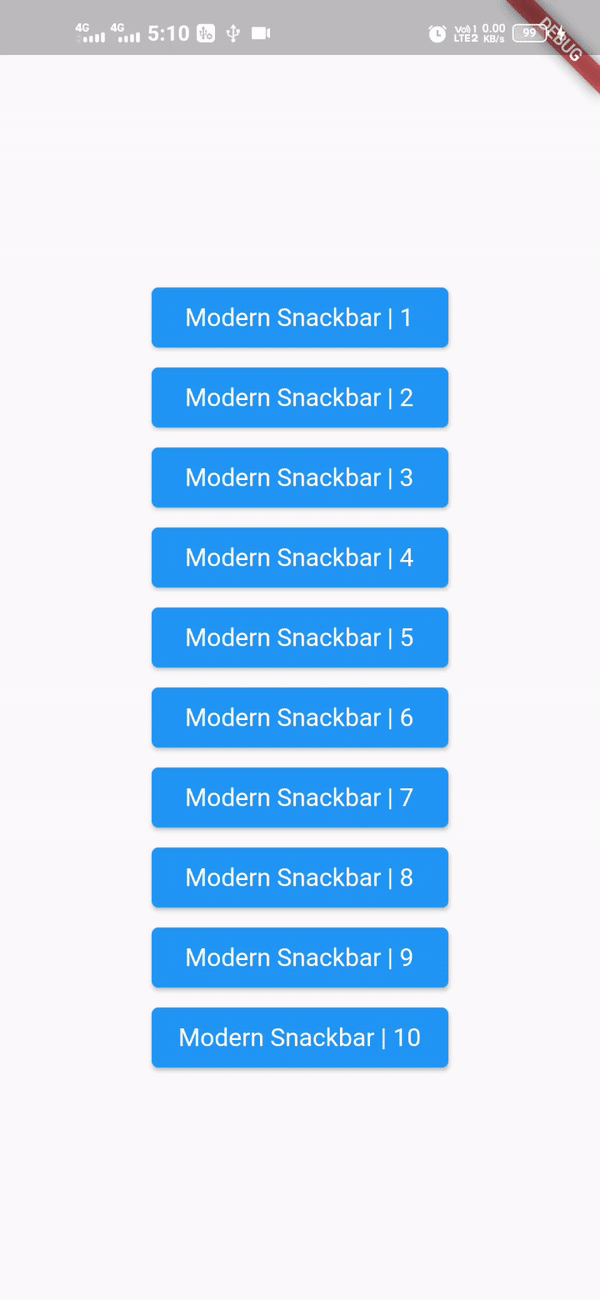 4G 4G 5:10 Vo)) 1 0.00 99
LTE2 KB/s
DEBUG
Modern Snackbar | 1
Modern Snackbar | 2
Modern Snackbar | 3
Modern Snackbar | 4
Modern Snackbar | 5
Modern Snackbar | 6
Modern Snackbar | 7
Modern Snackbar | 8
Modern Snackbar | 9
Modern Snackbar | 10